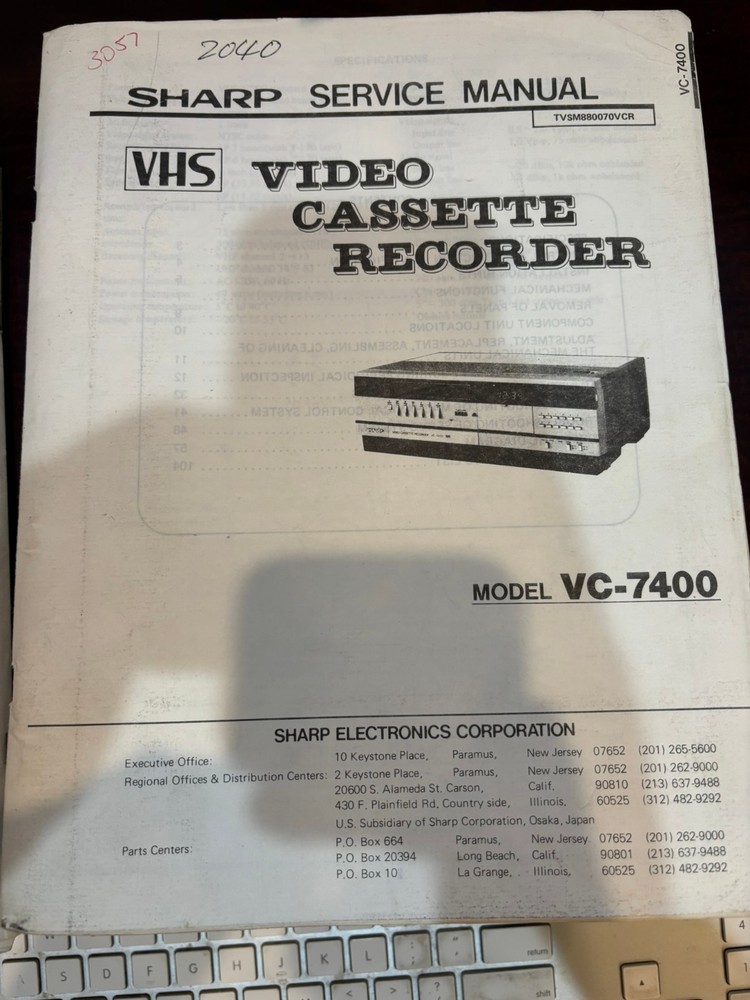 3057
2040
VC-7400
SHARP SERVICE MANUAL
TVSM880070VCR
VHS VIDEO
CASSETTE
RECORDER
MODEL VC-7400
SHARP ELECTRONICS CORPORATION
Executive Office: 10 Keystone Place, Paramus, New Jersey 07652 (201) 265-5600
Regional Offices & Distribution Centers: 2 Keystone Place, Paramus, New Jersey 07652 (201) 262-9000
20600 S. Alameda St. Carson, Calif. 90810 (213) 637-9488
430 F. Plainfield Rd. Country side, Illinois, 60525 (312) 482-9292
U.S. Subsidiary of Sharp Corporation, Osaka, Japan
Parts Centers: P.O. Box 664 Paramus, New Jersey 07652 (201) 262-9000
P.O. Box 20394 Long Beach, Calif. 90801 (213) 637-9488
P.O. Box 10 La Grange, Illinois, 60525 (312) 482-9292
A S D F G H J K L : ; " ' return
< > ? shift
4
1